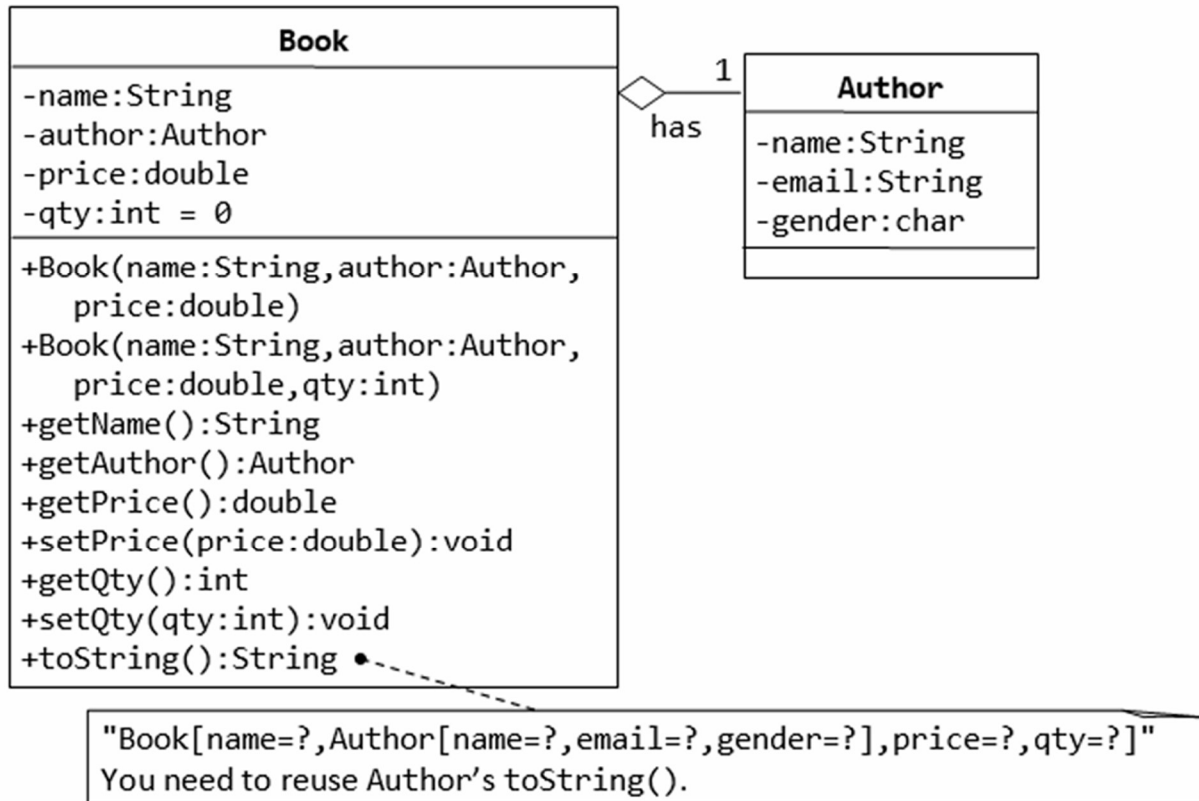 Book
-name:String
-author:Author
-price:double
-qty:int = 0
+Book(name:String,author:Author,
price:double)
+Book(name:String,author:Author,
price:double,qty:int)
+getName():String
+getAuthor():Author
+getPrice():double
+setPrice(price:double):void
+getQty():int
+setQty(qty:int):void
+toString():String
1
has
Author
-name:String
-email:String
-gender:char
"Book[name=?,Author[name=?,email=?,gender=?],price=?,qty=?]"
You need to reuse Author’s toString().